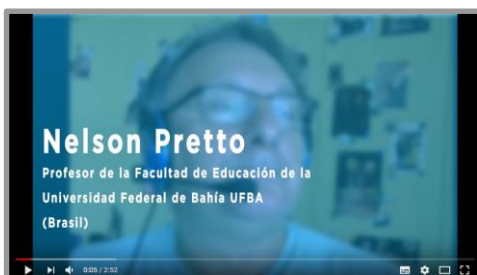 Nelson Pretto
Profesor de la Facultad de Educación de la
Universidad Federal de Bahía UFBA
(Brasil)
0:05 / 2:52